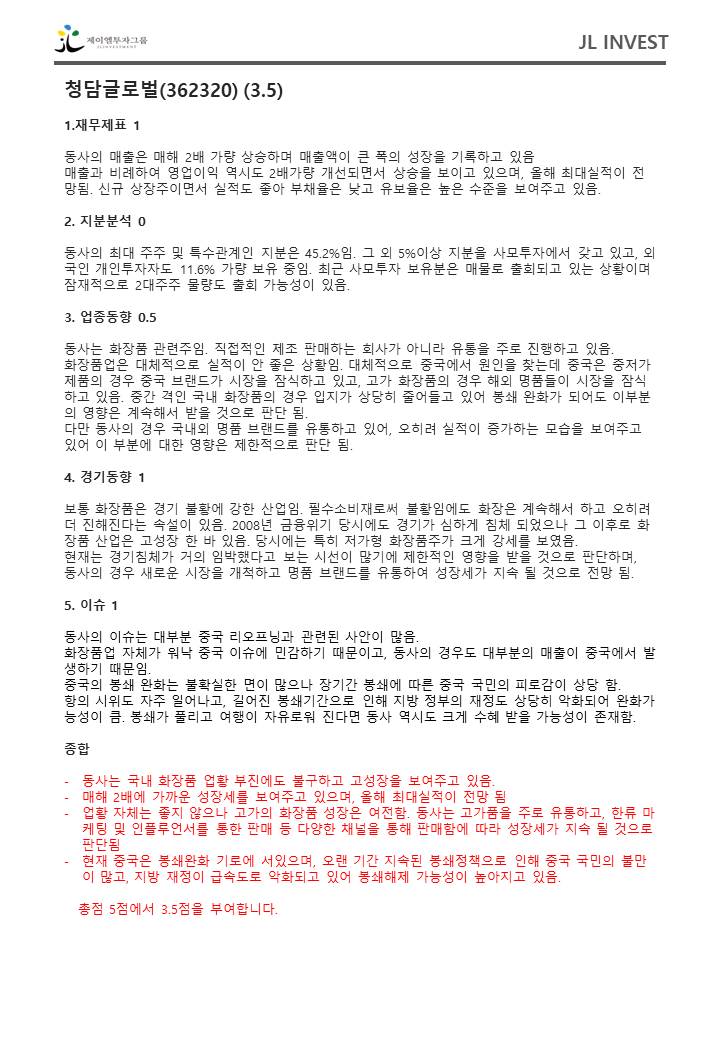 제이엘투자그룹
JLINVESTMENT
JL INVEST
청담글로벌(362320) (3.5)
1.재무제표 1
동사의 매출은 매해 2배 가량 상승하며 매출액이 큰 폭의 성장을 기록하고 있음
매출과 비례하여 영업이익 역시도 2배가량 개선되면서 상승을 보이고 있으며, 올해 최대실적이 전
망됨. 신규 상장주이면서 실적도 좋아 부채율은 낮고 유보율은 높은 수준을 보여주고 있음.
2. 지분분석 0
동사의 최대 주주 및 특수관계인 지분은 45.2%임. 그 외 5%이상 지분을 사모투자에서 갖고 있고, 외
국인 개인투자자도 11.6% 가량 보유 중임. 최근 사모투자 보유분은 매물로 출회되고 있는 상황이며
잠재적으로 2대주주 물량도 출회 가능성이 있음.
3. 업종동향 0.5
동사는 화장품 관련주임. 직접적인 제조 판매하는 회사가 아니라 유통을 주로 진행하고 있음.
화장품업은 대체적으로 실적이 안 좋은 상황임. 대체적으로 중국에서 원인을 찾는데 중국은 중저가
제품의 경우 중국 브랜드가 시장을 잠식하고 있고, 고가 화장품의 경우 해외 명품들이 시장을 잠식
하고 있음. 중간 격인 국내 화장품의 경우 입지가 상당히 줄어들고 있어 봉쇄 완화가 되어도 이부분
의 영향은 계속해서 받을 것으로 판단 됨.
다만 동사의 경우 국내외 명품 브랜드를 유통하고 있어, 오히려 실적이 증가하는 모습을 보여주고
있어 이 부분에 대한 영향은 제한적으로 판단 됨.
4. 경기동향 1
보통 화장품은 경기 불황에 강한 산업임. 필수소비재로써 불황임에도 화장은 계속해서 하고 오히려
더 진해진다는 속설이 있음. 2008년 금융위기 당시에도 경기가 심하게 침체 되었으나 그 이후로 화
장품 산업은 고성장 한 바 있음. 당시에는 특히 저가형 화장품주가 크게 강세를 보였음.
현재는 경기침체가 거의 임박했다고 보는 시선이 많기에 제한적인 영향을 받을 것으로 판단하며,
동사의 경우 새로운 시장을 개척하고 명품 브랜드를 유통하여 성장세가 지속 될 것으로 전망 됨.
5. 이슈 1
동사의 이슈는 대부분 중국 리오프닝과 관련된 사안이 많음.
화장품업 자체가 워낙 중국 이슈에 민감하기 때문이고, 동사의 경우도 대부분의 매출이 중국에서 발
생하기 때문임.
중국의 봉쇄 완화는 불확실한 면이 많으나 장기간 봉쇄에 따른 중국 국민의 피로감이 상당 함.
항의 시위도 자주 일어나고, 길어진 봉쇄기간으로 인해 지방 정부의 재정도 상당히 악화되어 완화가
능성이 큼. 봉쇄가 풀리고 여행이 자유로워 진다면 동사 역시도 크게 수혜 받을 가능성이 존재함.
종합
- 동사는 국내 화장품 업황 부진에도 불구하고 고성장을 보여주고 있음.
- 매해 2배에 가까운 성장세를 보여주고 있으며, 올해 최대실적이 전망 됨
- 업황 자체는 좋지 않으나 고가의 화장품 성장은 여전함. 동사는 고가품을 주로 유통하고, 한류 마
케팅 및 인플루언서를 통한 판매 등 다양한 채널을 통해 판매함에 따라 성장세가 지속 될 것으로
판단됨
- 현재 중국은 봉쇄완화 기로에 서있으며, 오랜 기간 지속된 봉쇄정책으로 인해 중국 국민의 불만
이 많고, 지방 재정이 급속도로 악화되고 있어 봉쇄해제 가능성이 높아지고 있음.
총점 5점에서 3.5점을 부여합니다.